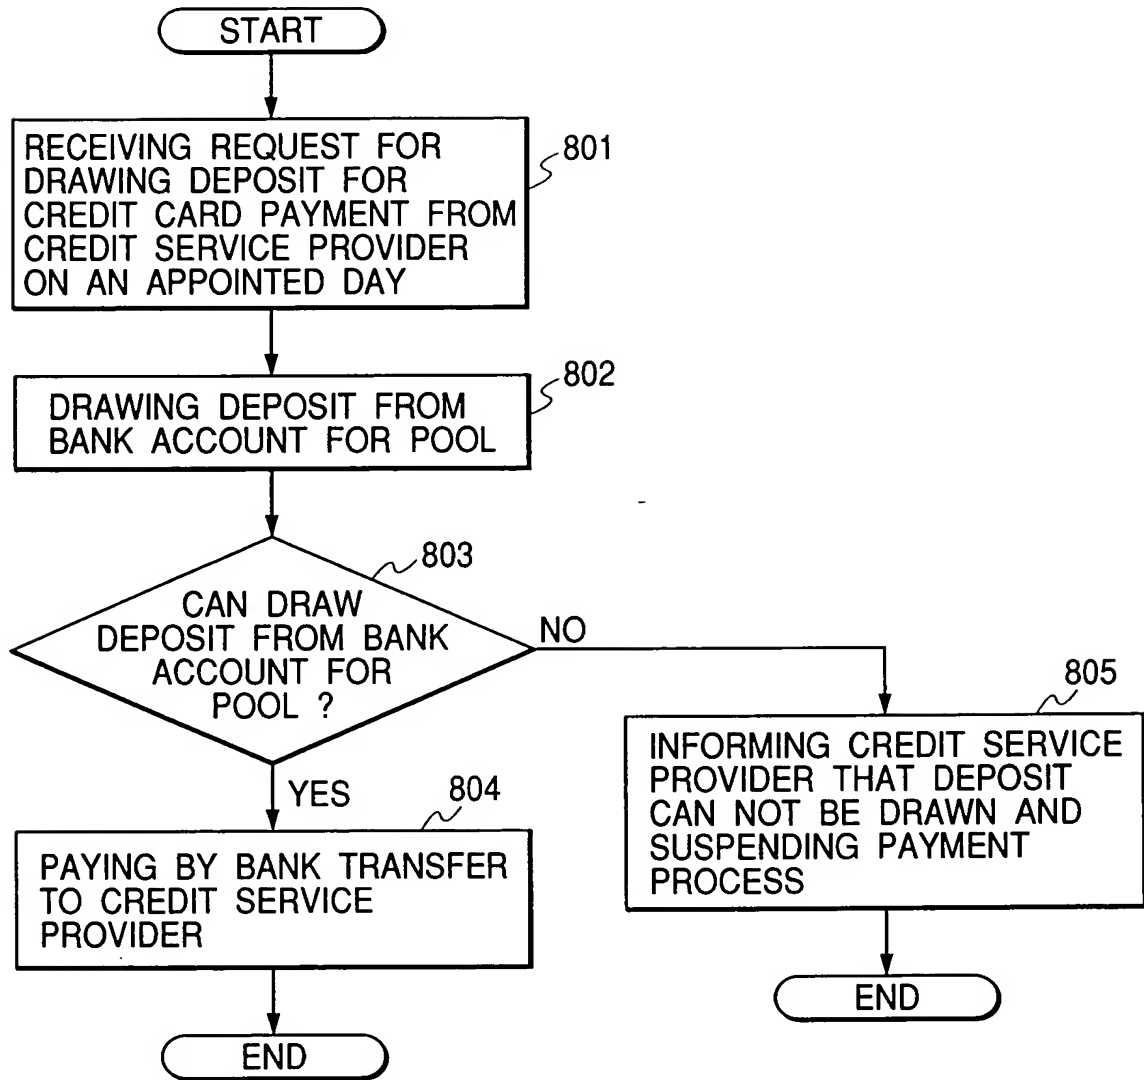 START
RECEIVING REQUEST FOR
DRAWING DEPOSIT FOR
CREDIT CARD PAYMENT FROM
CREDIT SERVICE PROVIDER
ON AN APPOINTED DAY
801
DRAWING DEPOSIT FROM
BANK ACCOUNT FOR POOL
802
CAN DRAW
DEPOSIT FROM BANK
ACCOUNT FOR
POOL ?
803
NO
YES
PAYING BY BANK TRANSFER
TO CREDIT SERVICE
PROVIDER
804
END
INFORMING CREDIT SERVICE
PROVIDER THAT DEPOSIT
CAN NOT BE DRAWN AND
SUSPENDING PAYMENT
PROCESS
805
END